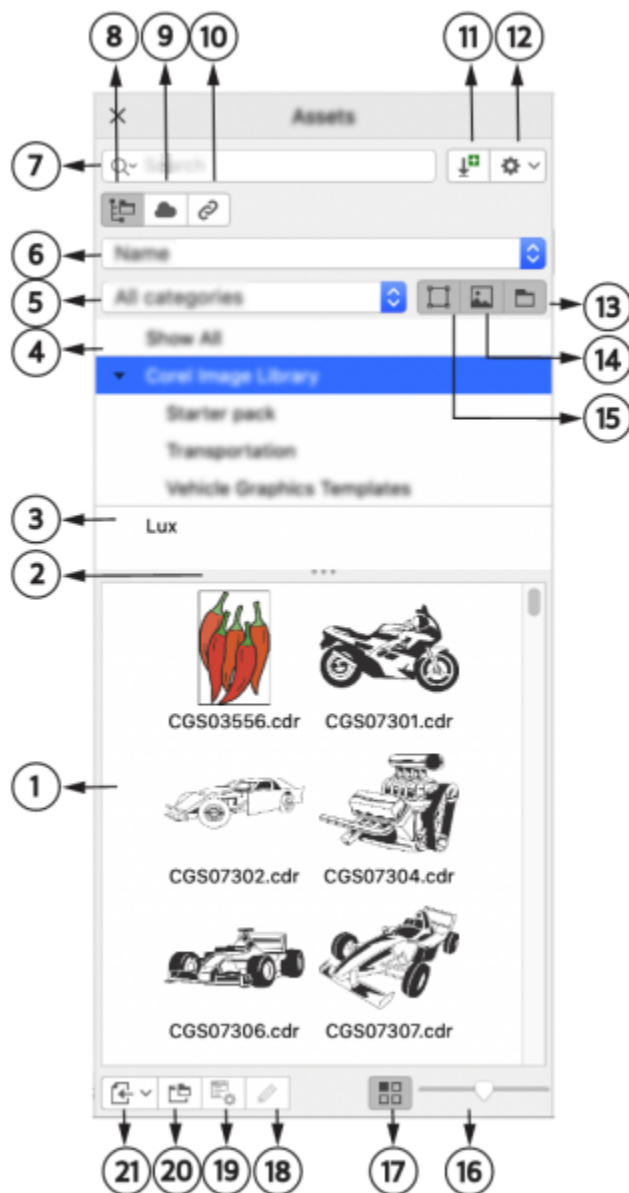 8 9 10 11 12
Assets
7 Search
6 Name
5 All categories 13
4 Show All 14
Corel Image Library
Starter pack 15
Transportation
Vehicle Graphics Templates
3 Lux
2
CGS03556.cdr CGS07301.cdr
1
CGS07302.cdr CGS07304.cdr
CGS07306.cdr CGS07307.cdr
21 20 19 18 17 16